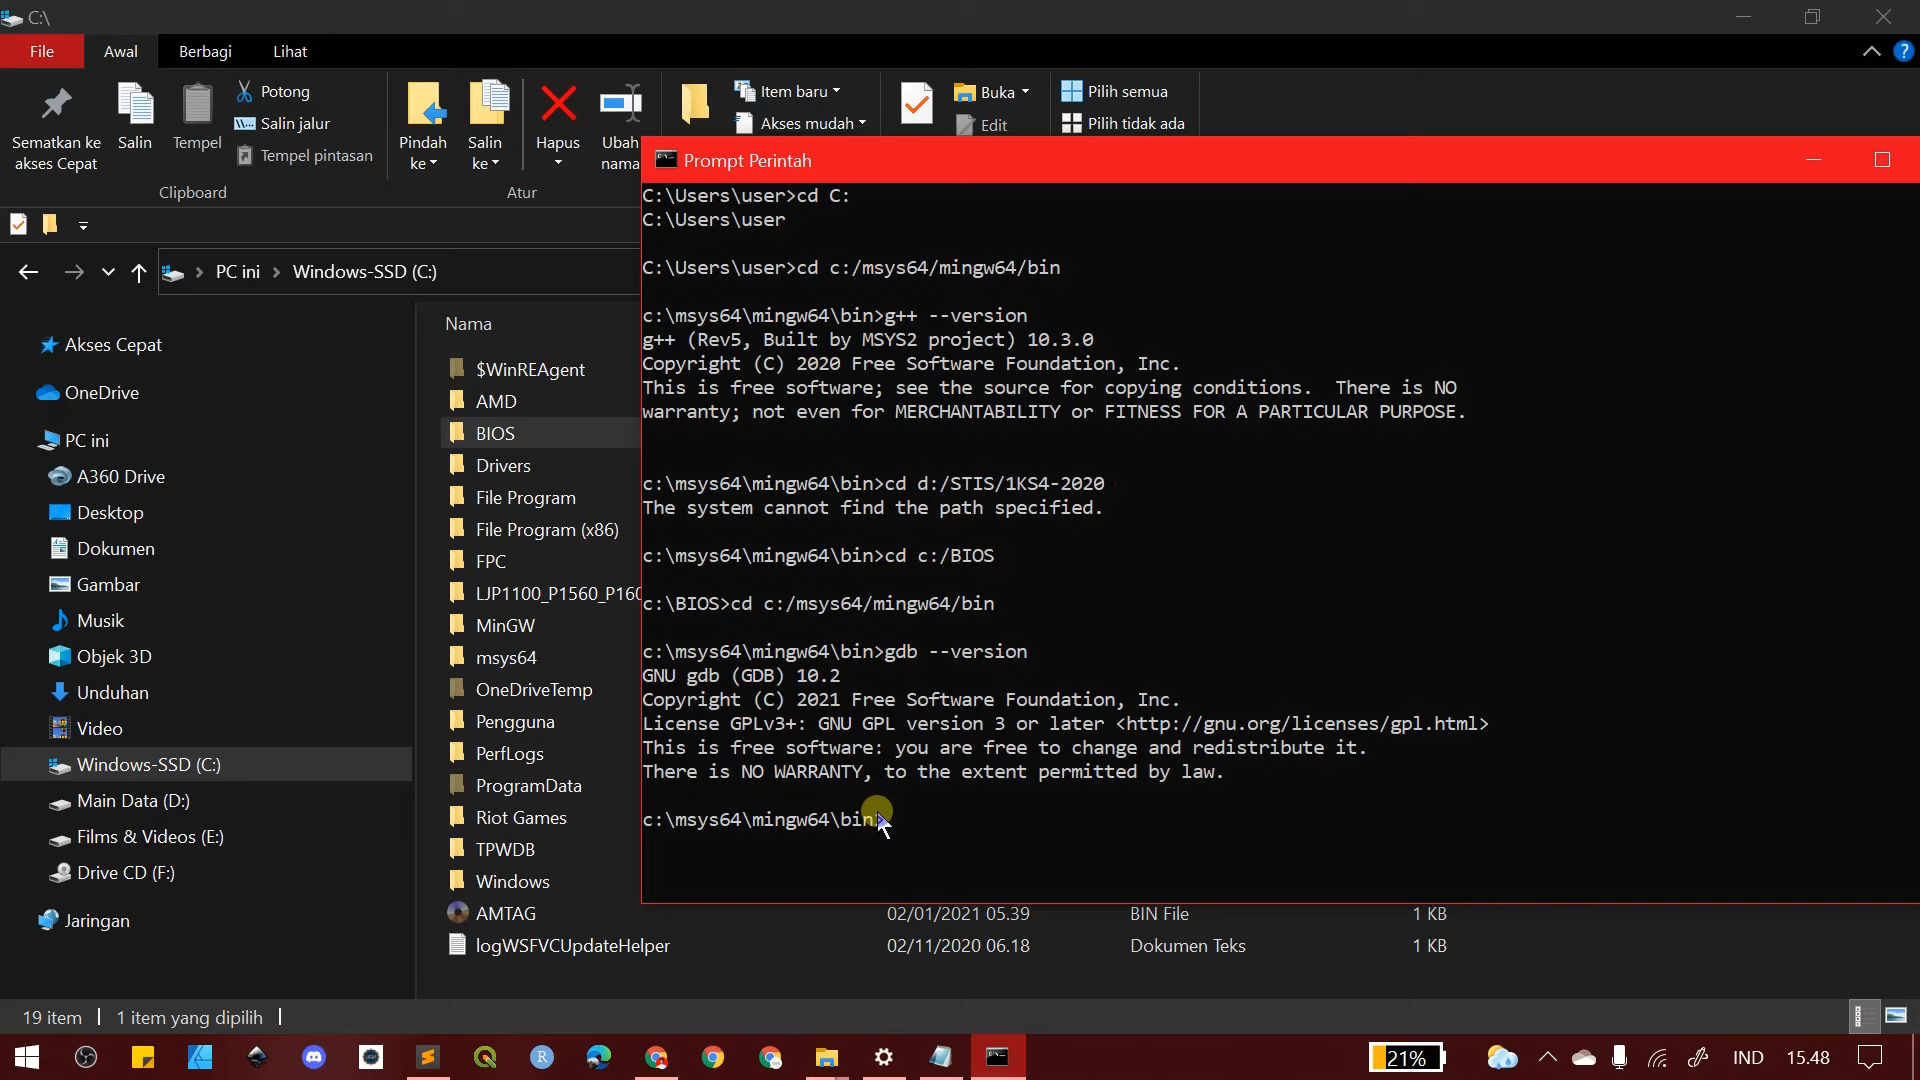 C:\
File
Awal
Berbagi
Lihat
Sematkan ke
akses Cepat
Salin
Tempel
Potong
Salin jalur
Tempel pintasan
Clipboard
Pindah
ke
Salin
ke
Hapus
Ubah
nama
Atur
Item baru
Akses mudah
Buka
Edit
Pilih semua
Pilih tidak ada
PC ini
Windows-SSD (C:)
Akses Cepat
OneDrive
PC ini
A360 Drive
Desktop
Dokumen
Gambar
Musik
Objek 3D
Unduhan
Video
Windows-SSD (C:)
Main Data (D:)
Films & Videos (E:)
Drive CD (F:)
Jaringan
Nama
$WinREAgent
AMD
BIOS
Drivers
File Program
File Program (x86)
FPC
LJP1100_P1560_P160
MinGW
msys64
OneDriveTemp
Pengguna
PerfLogs
ProgramData
Riot Games
TPWDB
Windows
AMTAG 02/01/2021 05.39 BIN File 1 KB
logWSFVCUpdateHelper 02/11/2020 06.18 Dokumen Teks 1 KB
Prompt Perintah
C:\Users\user>cd C:
C:\Users\user
C:\Users\user>cd c:/msys64/mingw64/bin
c:\msys64\mingw64\bin>g++ --version
g++ (Rev5, Built by MSYS2 project) 10.3.0
Copyright (C) 2020 Free Software Foundation, Inc.
This is free software; see the source for copying conditions.  There is NO
warranty; not even for MERCHANTABILITY or FITNESS FOR A PARTICULAR PURPOSE.
c:\msys64\mingw64\bin>cd d:/STIS/1KS4-2020
The system cannot find the path specified.
c:\msys64\mingw64\bin>cd c:/BIOS
c:\BIOS>cd c:/msys64/mingw64/bin
c:\msys64\mingw64\bin>gdb --version
GNU gdb (GDB) 10.2
Copyright (C) 2021 Free Software Foundation, Inc.
License GPLv3+: GNU GPL version 3 or later <http://gnu.org/licenses/gpl.html>
This is free software: you are free to change and redistribute it.
There is NO WARRANTY, to the extent permitted by law.
c:\msys64\mingw64\bin>
19 item
1 item yang dipilih
21%
IND
15.48